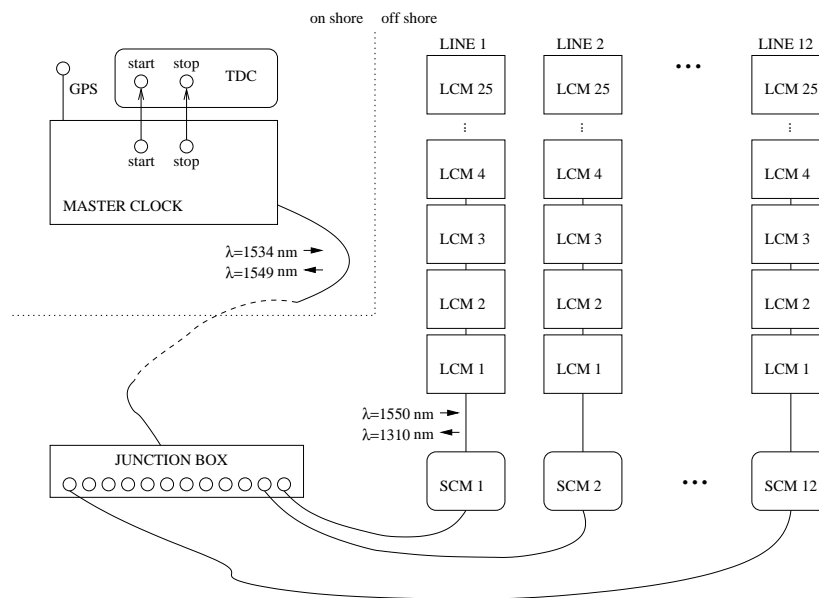 on shore off shore
start stop TDC
GPS
start stop
MASTER CLOCK
λ=1534 nm
λ=1549 nm
LINE 1 LINE 2 ... LINE 12
LCM 25 LCM 25 LCM 25
LCM 4 LCM 4 LCM 4
LCM 3 LCM 3 LCM 3
LCM 2 LCM 2 LCM 2
LCM 1 LCM 1 LCM 1
λ=1550 nm
λ=1310 nm
JUNCTION BOX
SCM 1 SCM 2 ... SCM 12